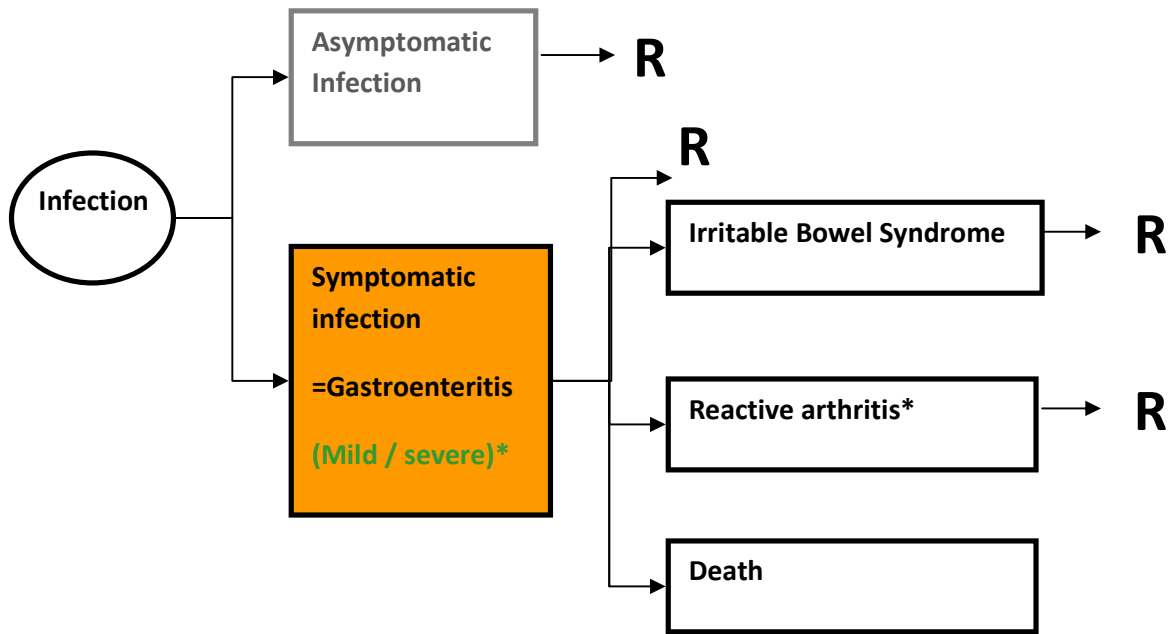 Asymptomatic
Infection
R
R
Infection
Irritable Bowel Syndrome
R
Symptomatic
infection
=Gastroenteritis
(Mild / severe)*
Reactive arthritis*
R
Death